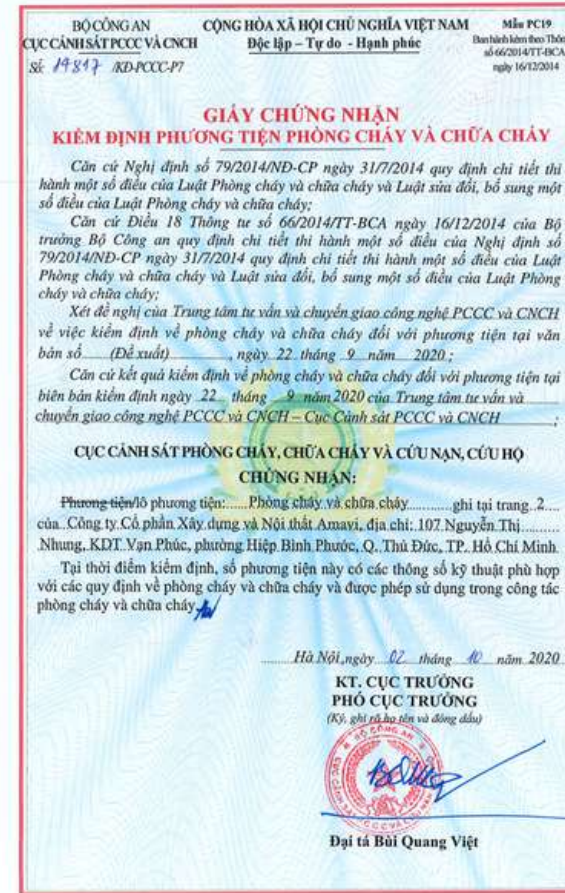 BỘ CÔNG AN
CỤC CẢNH SÁT PCCC VÀ CNCH
Số: 19817 /KĐ-PCCC-P7
CỘNG HÒA XÃ HỘI CHỦ NGHĨA VIỆT NAM
Độc lập – Tự do - Hạnh phúc
Mẫu PC19
Ban hành kèm theo Thông
số 66/2014/TT-BCA
ngày 16/12/2014
GIẤY CHỨNG NHẬN
KIỂM ĐỊNH PHƯƠNG TIỆN PHÒNG CHÁY VÀ CHỮA CHÁY
Căn cứ Nghị định số 79/2014/NĐ-CP ngày 31/7/2014 quy định chi tiết thi
hành một số điều của Luật Phòng cháy và chữa cháy và Luật sửa đổi, bổ sung một
số điều của Luật Phòng cháy và chữa cháy;
Căn cứ Điều 18 Thông tư số 66/2014/TT-BCA ngày 16/12/2014 của Bộ
trưởng Bộ Công an quy định chi tiết thi hành một số điều của Nghị định số
79/2014/NĐ-CP ngày 31/7/2014 quy định chi tiết thi hành một số điều của Luật
Phòng cháy và chữa cháy và Luật sửa đổi, bổ sung một số điều của Luật Phòng
cháy và chữa cháy;
Xét đề nghị của Trung tâm tư vấn và chuyển giao công nghệ PCCC và CNCH
về việc kiểm định về phòng cháy và chữa cháy đối với phương tiện tại văn
bản số (Đề xuất), ngày 22 tháng 9 năm 2020;
Căn cứ kết quả kiểm định về phòng cháy và chữa cháy đối với phương tiện tại
biên bản kiểm định ngày 22 tháng 9 năm 2020 của Trung tâm tư vấn và
chuyển giao công nghệ PCCC và CNCH – Cục Cảnh sát PCCC và CNCH ;
CỤC CẢNH SÁT PHÒNG CHÁY, CHỮA CHÁY VÀ CỨU NẠN, CỨU HỘ
CHỨNG NHẬN:
Phương tiện/lô phương tiện: Phòng cháy và chữa cháy ghi tại trang 2
của Công ty Cổ phần Xây dựng và Nội thất Amavi, địa chỉ: 107 Nguyễn Thị
Nhung, KDT Vạn Phúc, phường Hiệp Bình Phước, Q. Thủ Đức, TP. Hồ Chí Minh
Tại thời điểm kiểm định, số phương tiện này có các thông số kỹ thuật phù hợp
với các quy định về phòng cháy và chữa cháy và được phép sử dụng trong công tác
phòng cháy và chữa cháy
Hà Nội, ngày 02 tháng 10 năm 2020
KT. CỤC TRƯỞNG
PHÓ CỤC TRƯỞNG
(Ký, ghi rõ họ tên và đóng dấu)
BỘ CÔNG AN
Đại tá Bùi Quang Việt